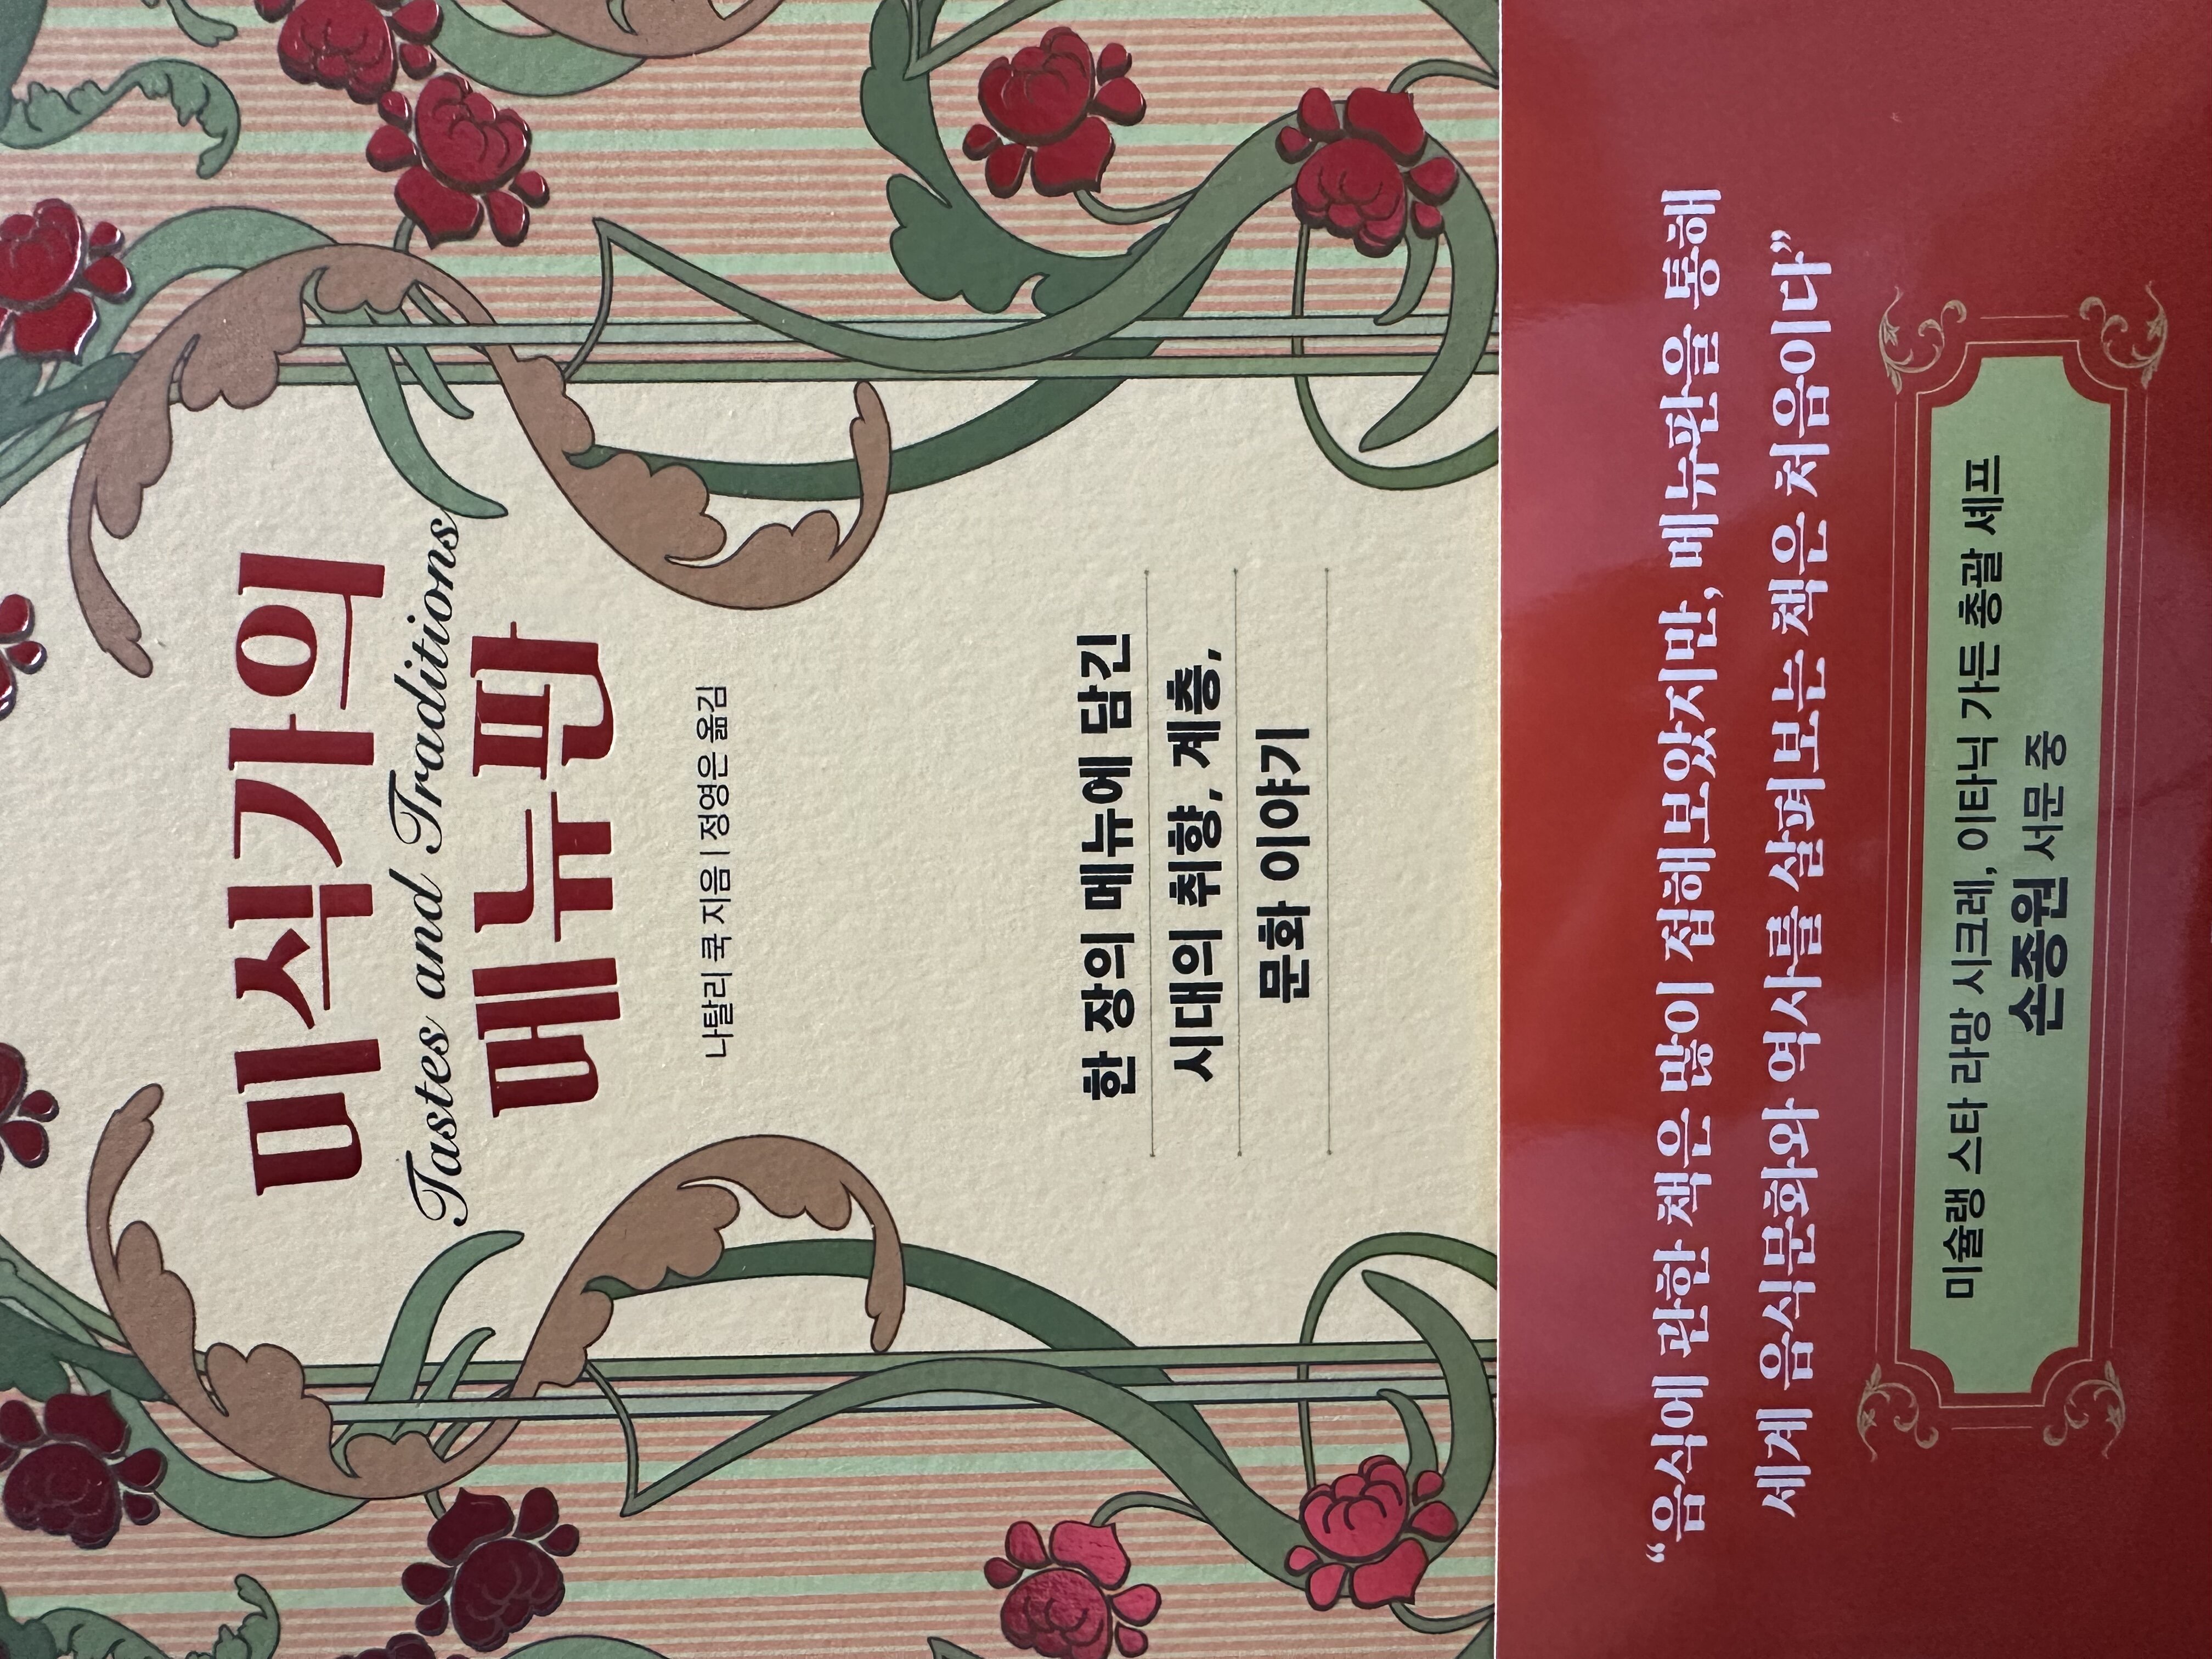 미식가의
Tastes and Traditions
메뉴판
나탈리 쿡 지음 | 정영은 옮김
한 장의 메뉴에 담긴
시대의 취향, 계층,
문화 이야기
“음식에 관한 책은 많이 접해보았지만, 메뉴판을 통해
세계 음식문화와 역사를 살펴보는 책은 처음이다”
미슐랭 스타 라망 시크레, 이타닉 가든 총괄 셰프
손종원 서문 중